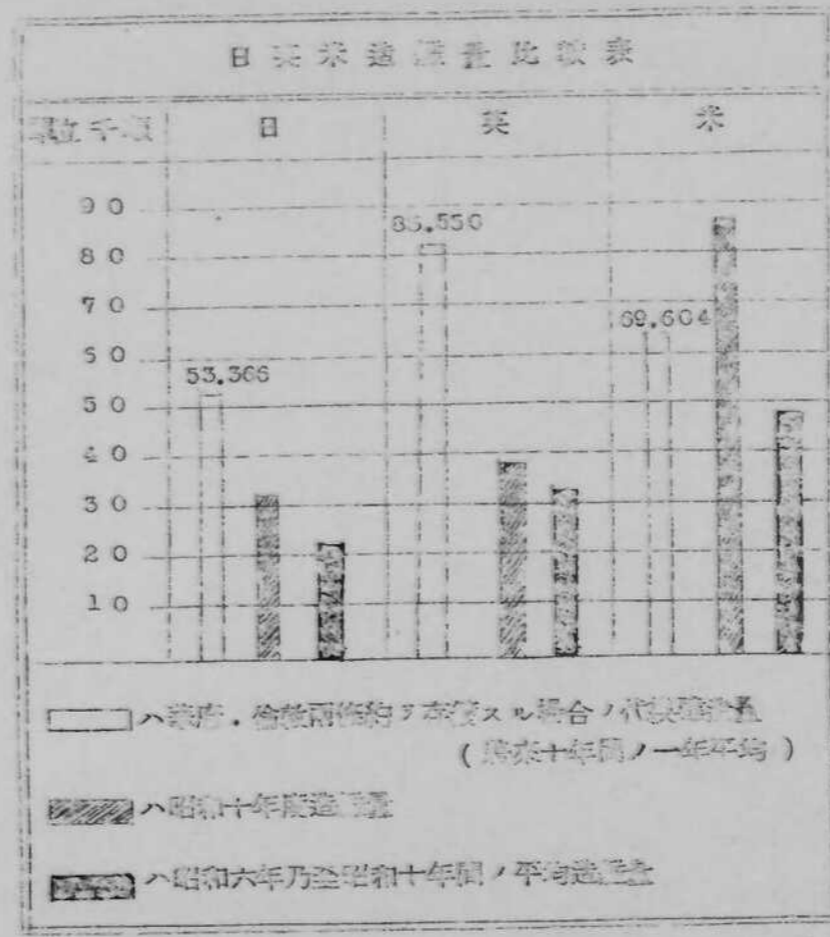 日英米造艦量比較表
単位千噸 日 英 米
90
85.550
80
70
69.604
60
53.366
50
40
30
20
10
ハ華府・倫敦両條約ヲ存續スル場合ノ代換建造量
(将来十年間ノ一年平均)
ハ昭和十年度造艦量
ハ昭和六年乃至昭和十年間ノ平均造艦量